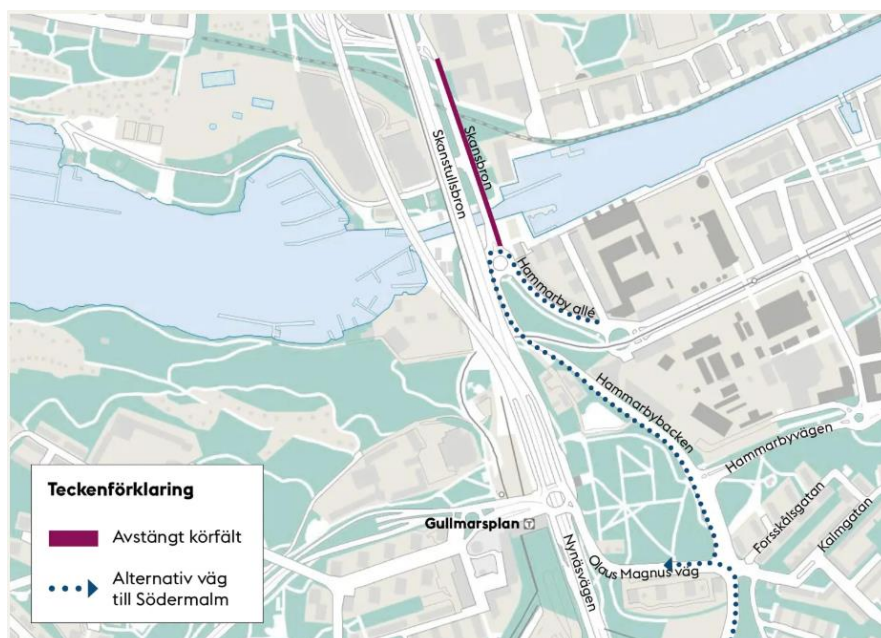 Skanstullsbron
Skansbron
Hammarby allé
Hammarbybacken
Hammarbyvägen
Forsskålsgatan
Kalmgatan
Gullmarsplan T
Nynäsvägen
Olaus Magnus väg
Teckenförklaring
Avstängt körfält
Alternativ väg
till Södermalm